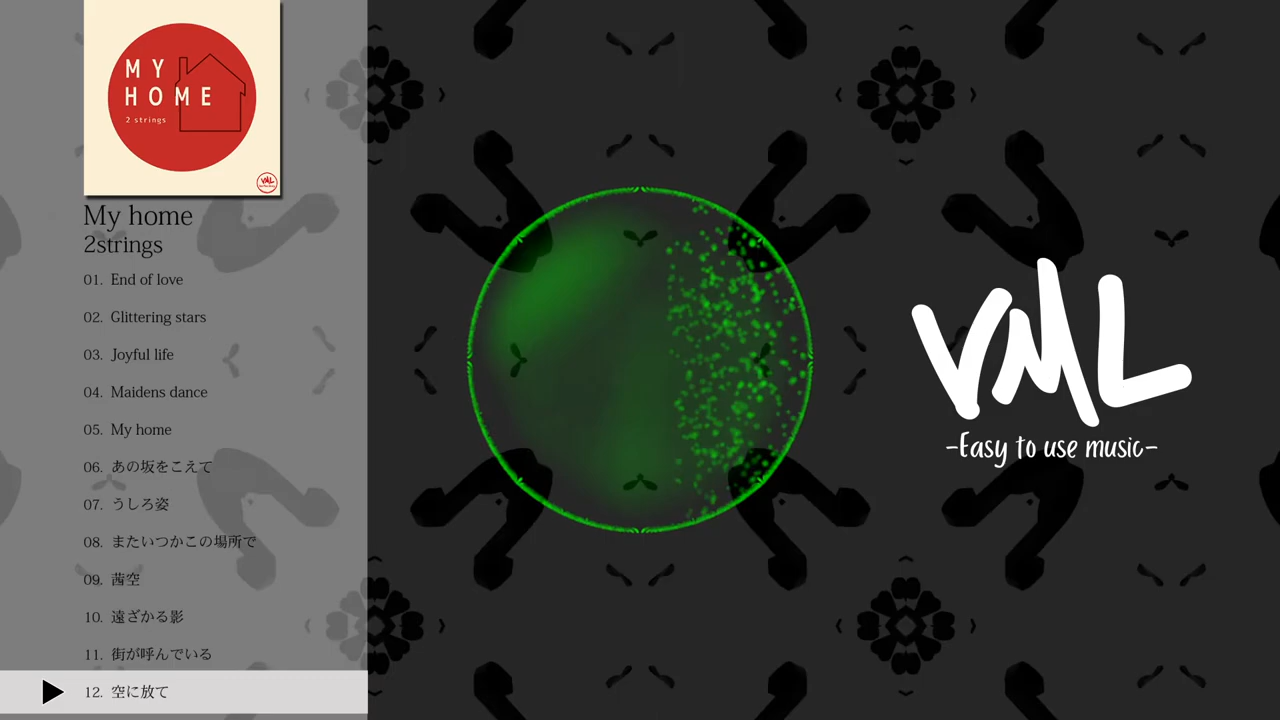 MY
HOME
2 strings
VML
My home
2strings
01. End of love
02. Glittering stars
03. Joyful life
04. Maidens dance
05. My home
06. あの坂をこえて
07. うしろ姿
08. またいつかこの場所で
09. 茜空
10. 遠ざかる影
11. 街が呼んでいる
12. 空に放て
VML
-Easy to use music-